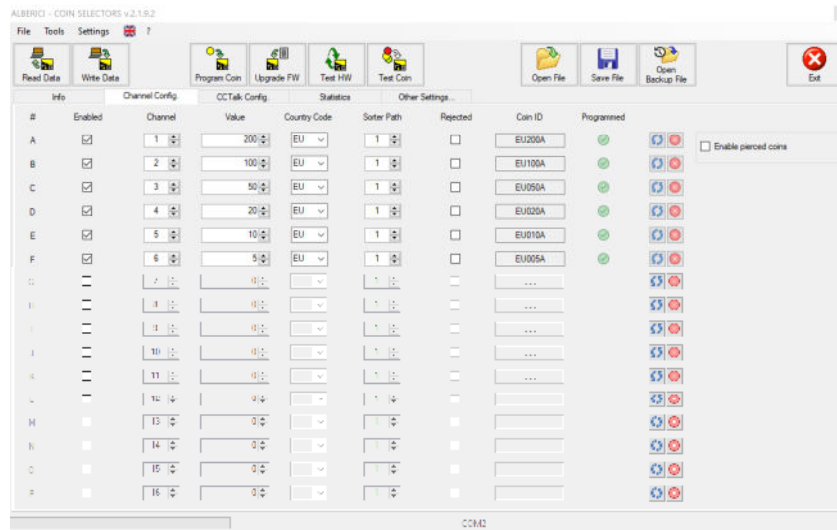 ALBERICI - COIN SELECTORS v.2.1.9.2
File Tools Settings ?
Read Data Write Data Program Coin Upgrade FW Test HW Test Coin Open File Save File Open Backup File Exit
Info Channel Config. CCTalk Config. Statistics Other Settings...
# Enabled Channel Value Country Code Sorter Path Rejected Coin ID Programmed
A 1 200 EU 1 EU200A Enable pierced coins
B 2 100 EU 1 EU100A
C 3 50 EU 1 EU050A
D 4 20 EU 1 EU020A
E 5 10 EU 1 EU010A
F 6 5 EU 1 EU005A
7 0 ...
0 ...
0 ...
10 0 ...
11 0 ...
0
M 13 0
14 0
15 0
16 0
COM2